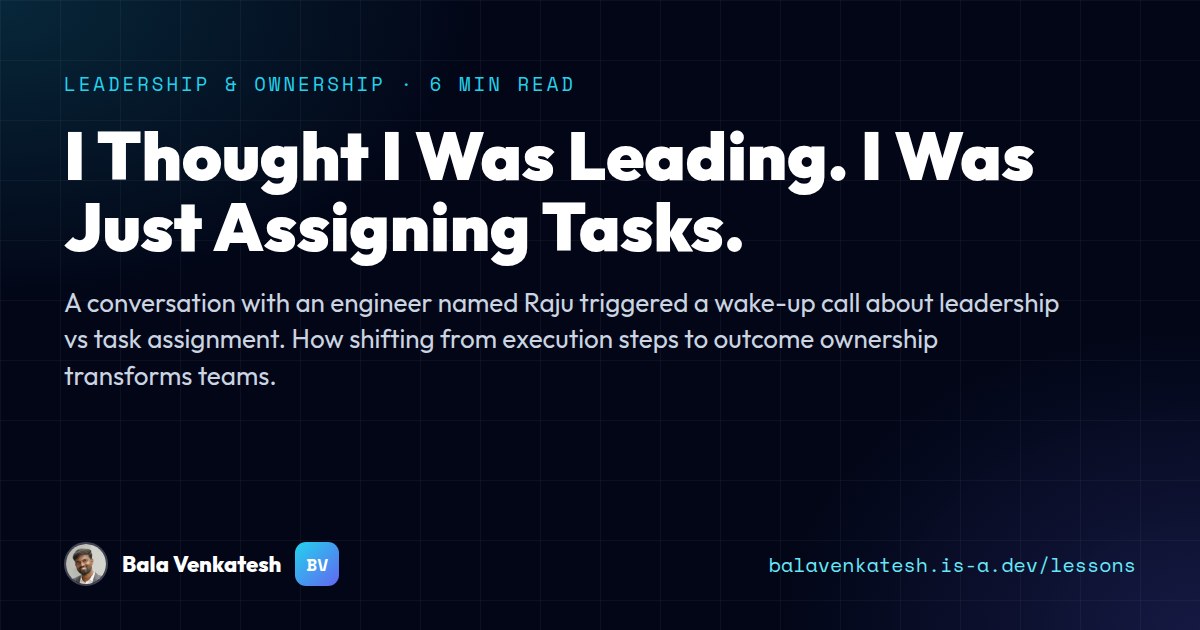 LEADERSHIP & OWNERSHIP · 6 MIN READ
I Thought I Was Leading. I Was
Just Assigning Tasks.
A conversation with an engineer named Raju triggered a wake-up call about leadership
vs task assignment. How shifting from execution steps to outcome ownership
transforms teams.
Bala Venkatesh
BV
balavenkatesh.is-a.dev/lessons